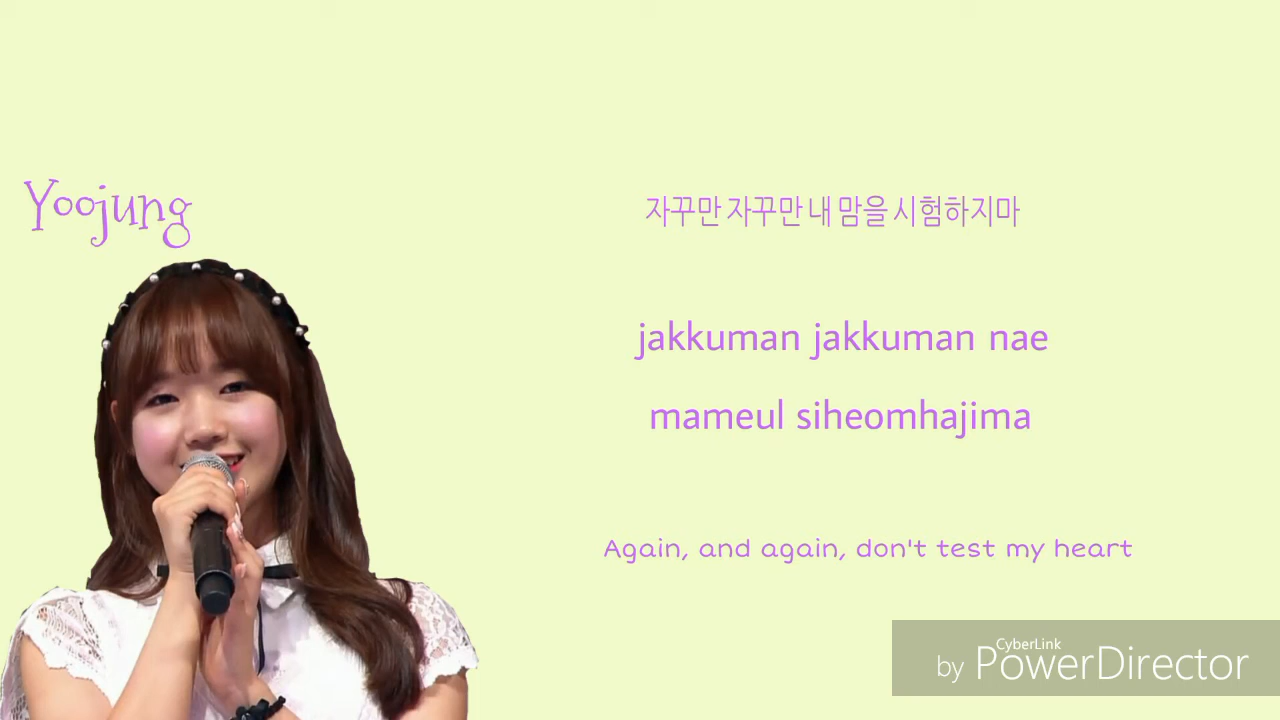 Yoojung
자꾸만 자꾸만 내 맘을 시험하지마
jakkuman jakkuman nae
mameul siheomhajima
Again, and again, don't test my heart
CyberLink
by PowerDirector